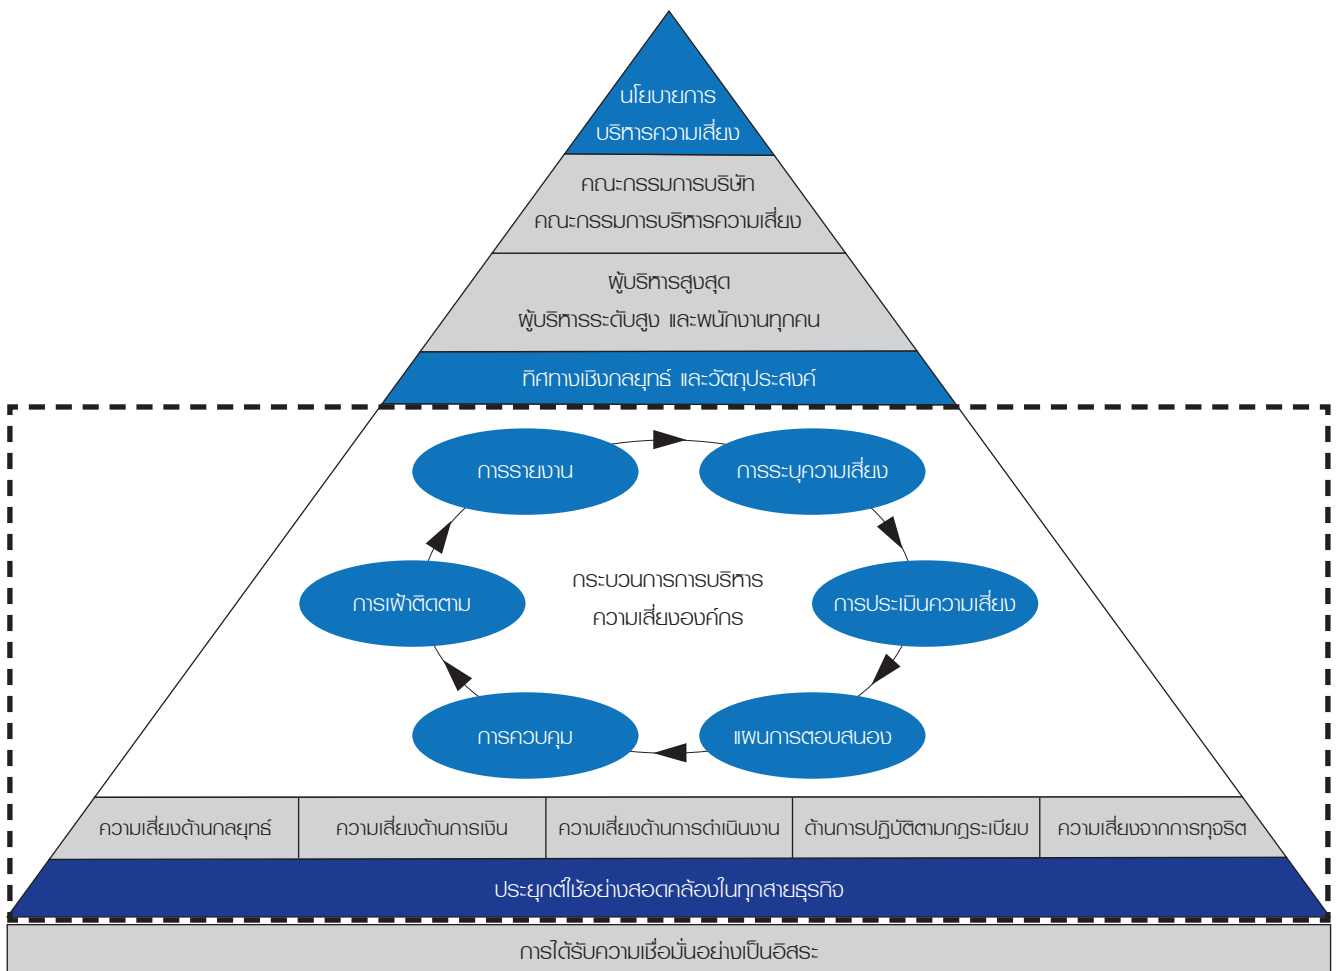 นโยบายการ
บริหารความเสี่ยง
คณะกรรมการบริษัท
คณะกรรมการบริหารความเสี่ยง
ผู้บริหารสูงสุด
ผู้บริหารระดับสูง และพนักงานทุกคน
ทิศทางเชิงกลยุทธ์ และวัตถุประสงค์
การรายงาน
การระบุความเสี่ยง
กระบวนการการบริหาร
ความเสี่ยงองค์กร
การเฝ้าติดตาม
การประเมินความเสี่ยง
การควบคุม
แผนการตอบสนอง
ความเสี่ยงด้านกลยุทธ์
ความเสี่ยงด้านการเงิน
ความเสี่ยงด้านการดำเนินงาน
ด้านการปฏิบัติตามกฎระเบียบ
ความเสี่ยงจากการทุจริต
ประยุกต์ใช้อย่างสอดคล้องในทุกสายธุรกิจ
การได้รับความเชื่อมั่นอย่างเป็นอิสระ